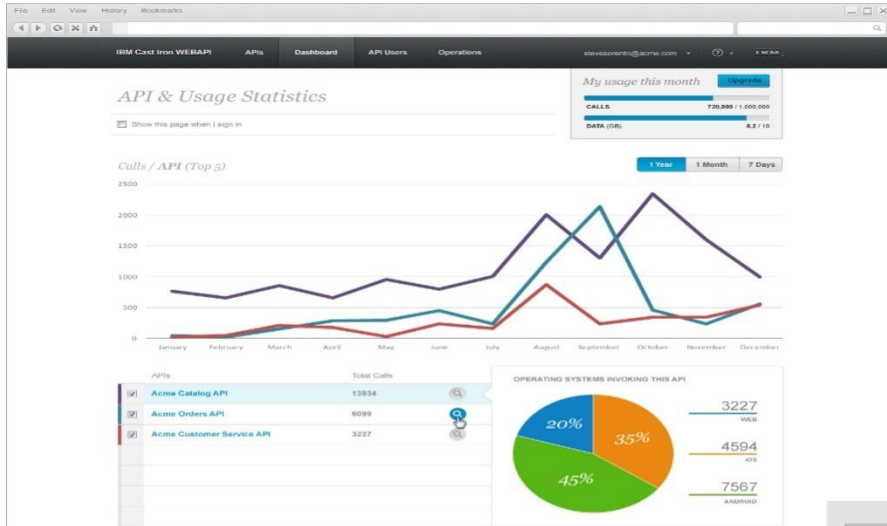 File Edit View History Bookmarks
IBM Cast Iron WEBAPI APIs Dashboard API Users Operations
?
My usage this month Upgrade
API & Usage Statistics
CALLS 720,000 / 1,000,000
Show this page when I sign in
DATA (GB) 8.2 / 10
Calls / API (Top 5)
1 Year 1 Month 7 Days
2500
2000
1500
1000
500
0
January February March April May June July August September October November December
APIs Total Calls
OPERATING SYSTEMS INVOKING THIS API
Acme Catalog API 13934
Acme Orders API 6099
Acme Customer Service API 3227
20%
35%
45%
3227
WEB
4594
iOS
7567
ANDROID